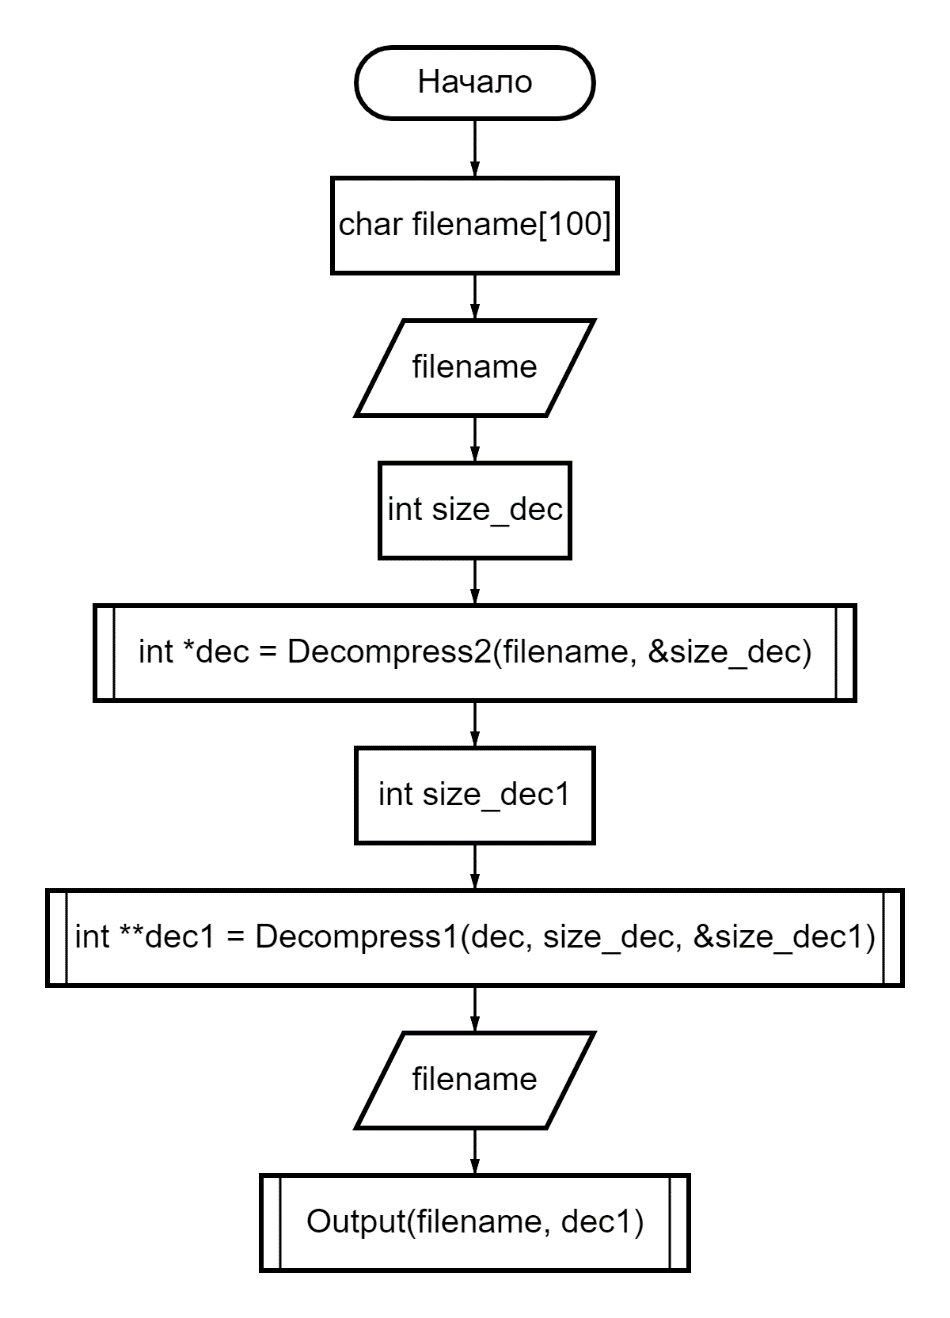 Начало
char filename[100]
filename
int size_dec
int *dec = Decompress2(filename, &size_dec)
int size_dec1
int **dec1 = Decompress1(dec, size_dec, &size_dec1)
filename
Output(filename, dec1)